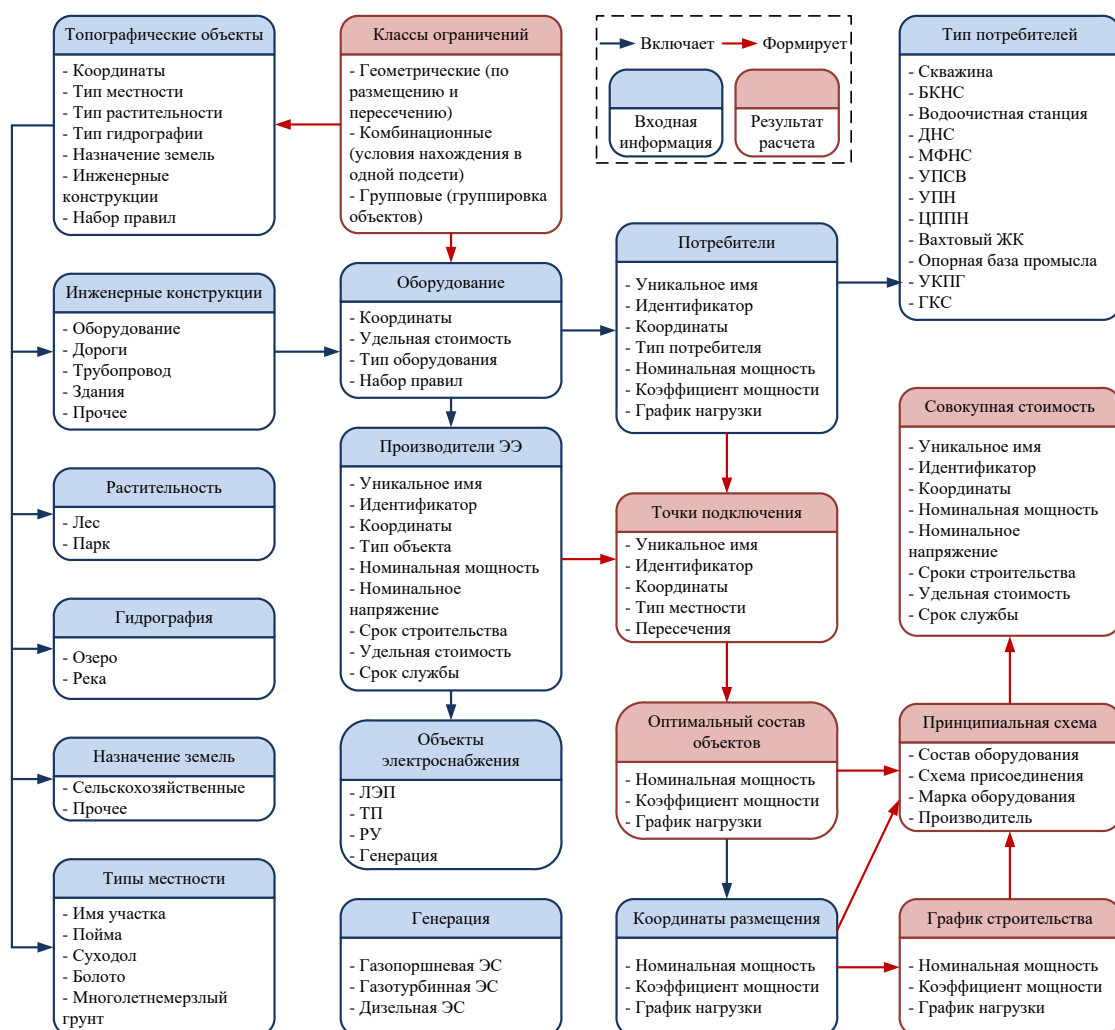 Топографические объекты
- Координаты
- Тип местности
- Тип растительности
- Тип гидрографии
- Назначение земель
- Инженерные
конструкции
- Набор правил
Классы ограничений
- Геометрические (по
размещению и
пересечению)
- Комбинационные
(условия нахождения в
одной подсети)
- Групповые (группировка
объектов)
Включает
Формирует
Входная
информация
Результат
расчета
Тип потребителей
- Скважина
- БКНС
- Водоочистная станция
- ДНС
- МФНС
- УПСВ
- УПН
- ЦППН
- Вахтовый ЖК
- Опорная база промысла
- УКПГ
- ГКС
Инженерные конструкции
- Оборудование
- Дороги
- Трубопровод
- Здания
- Прочее
Оборудование
- Координаты
- Удельная стоимость
- Тип оборудования
- Набор правил
Потребители
- Уникальное имя
- Идентификатор
- Координаты
- Тип потребителя
- Номинальная мощность
- Коэффициент мощности
- График нагрузки
Совокупная стоимость
- Уникальное имя
- Идентификатор
- Координаты
- Номинальная мощность
- Номинальное
напряжение
- Сроки строительства
- Удельная стоимость
- Срок службы
Растительность
- Лес
- Парк
Производители ЭЭ
- Уникальное имя
- Идентификатор
- Координаты
- Тип объекта
- Номинальная мощность
- Номинальное
напряжение
- Срок строительства
- Удельная стоимость
- Срок службы
Точки подключения
- Уникальное имя
- Идентификатор
- Координаты
- Тип местности
- Пересечения
Гидрография
- Озеро
- Река
Назначение земель
- Сельскохозяйственные
- Прочее
Объекты
электроснабжения
- ЛЭП
- ТП
- РУ
- Генерация
Оптимальный состав
объектов
- Номинальная мощность
- Коэффициент мощности
- График нагрузки
Принципиальная схема
- Состав оборудования
- Схема присоединения
- Марка оборудования
- Производитель
Типы местности
- Имя участка
- Пойма
- Суходол
- Болото
- Многолетнемерзлый
грунт
Генерация
- Газопоршневая ЭС
- Газотурбинная ЭС
- Дизельная ЭС
Координаты размещения
- Номинальная мощность
- Коэффициент мощности
- График нагрузки
График строительства
- Номинальная мощность
- Коэффициент мощности
- График нагрузки